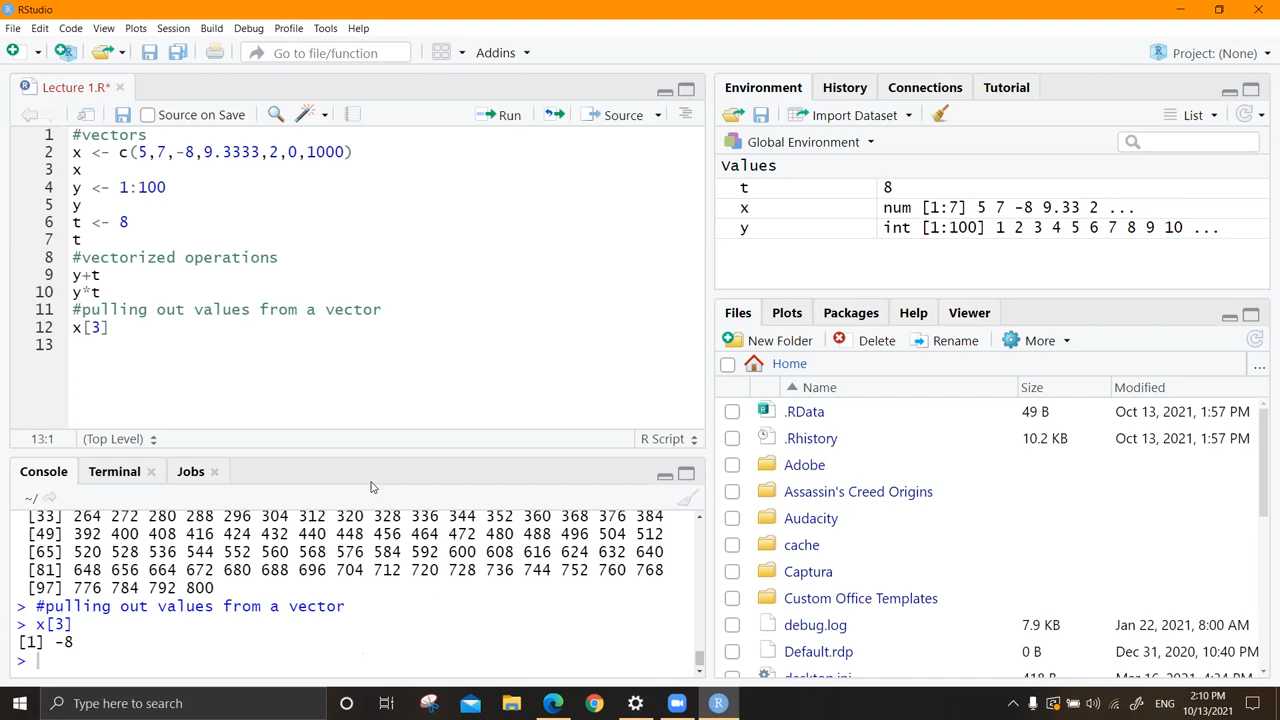 RStudio
File Edit Code View Plots Session Build Debug Profile Tools Help
Go to file/function Addins Project: (None)
Lecture 1.R*
Source on Save Run Source
1 #vectors
2 x <- c(5,7,-8,9.3333,2,0,1000)
3 x
4 y <- 1:100
5 y
6 t <- 8
7 t
8 #vectorized operations
9 y+t
10 y*t
11 #pulling out values from a vector
12 x[3]
13
13:1 (Top Level) R Script
Console Terminal Jobs
~/
[33] 264 272 280 288 296 304 312 320 328 336 344 352 360 368 376 384
[49] 392 400 408 416 424 432 440 448 456 464 472 480 488 496 504 512
[65] 520 528 536 544 552 560 568 576 584 592 600 608 616 624 632 640
[81] 648 656 664 672 680 688 696 704 712 720 728 736 744 752 760 768
[97] 776 784 792 800
> #pulling out values from a vector
> x[3]
[1] -8
>
Environment History Connections Tutorial
Import Dataset List
Global Environment
Values
t 8
x num [1:7] 5 7 -8 9.33 2 ...
y int [1:100] 1 2 3 4 5 6 7 8 9 10 ...
Files Plots Packages Help Viewer
New Folder Delete Rename More
Home ...
Name Size Modified
.RData 49 B Oct 13, 2021, 1:57 PM
.Rhistory 10.2 KB Oct 13, 2021, 1:57 PM
Adobe
Assassin's Creed Origins
Audacity
cache
Captura
Custom Office Templates
debug.log 7.9 KB Jan 22, 2021, 8:00 AM
Default.rdp 0 B Dec 31, 2020, 10:40 PM
desktop.ini 418 B Mar 16, 2021, 4:34 PM
Type here to search
ENG
2:10 PM
10/13/2021